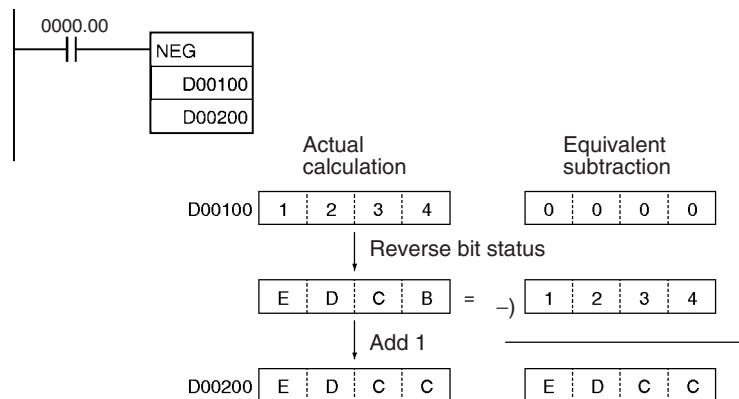 0000.00
NEG
D00100
D00200
Actual
calculation
Equivalent
subtraction
D00100 1 2 3 4 0 0 0 0
Reverse bit status
E D C B = –) 1 2 3 4
Add 1
D00200 E D C C E D C C